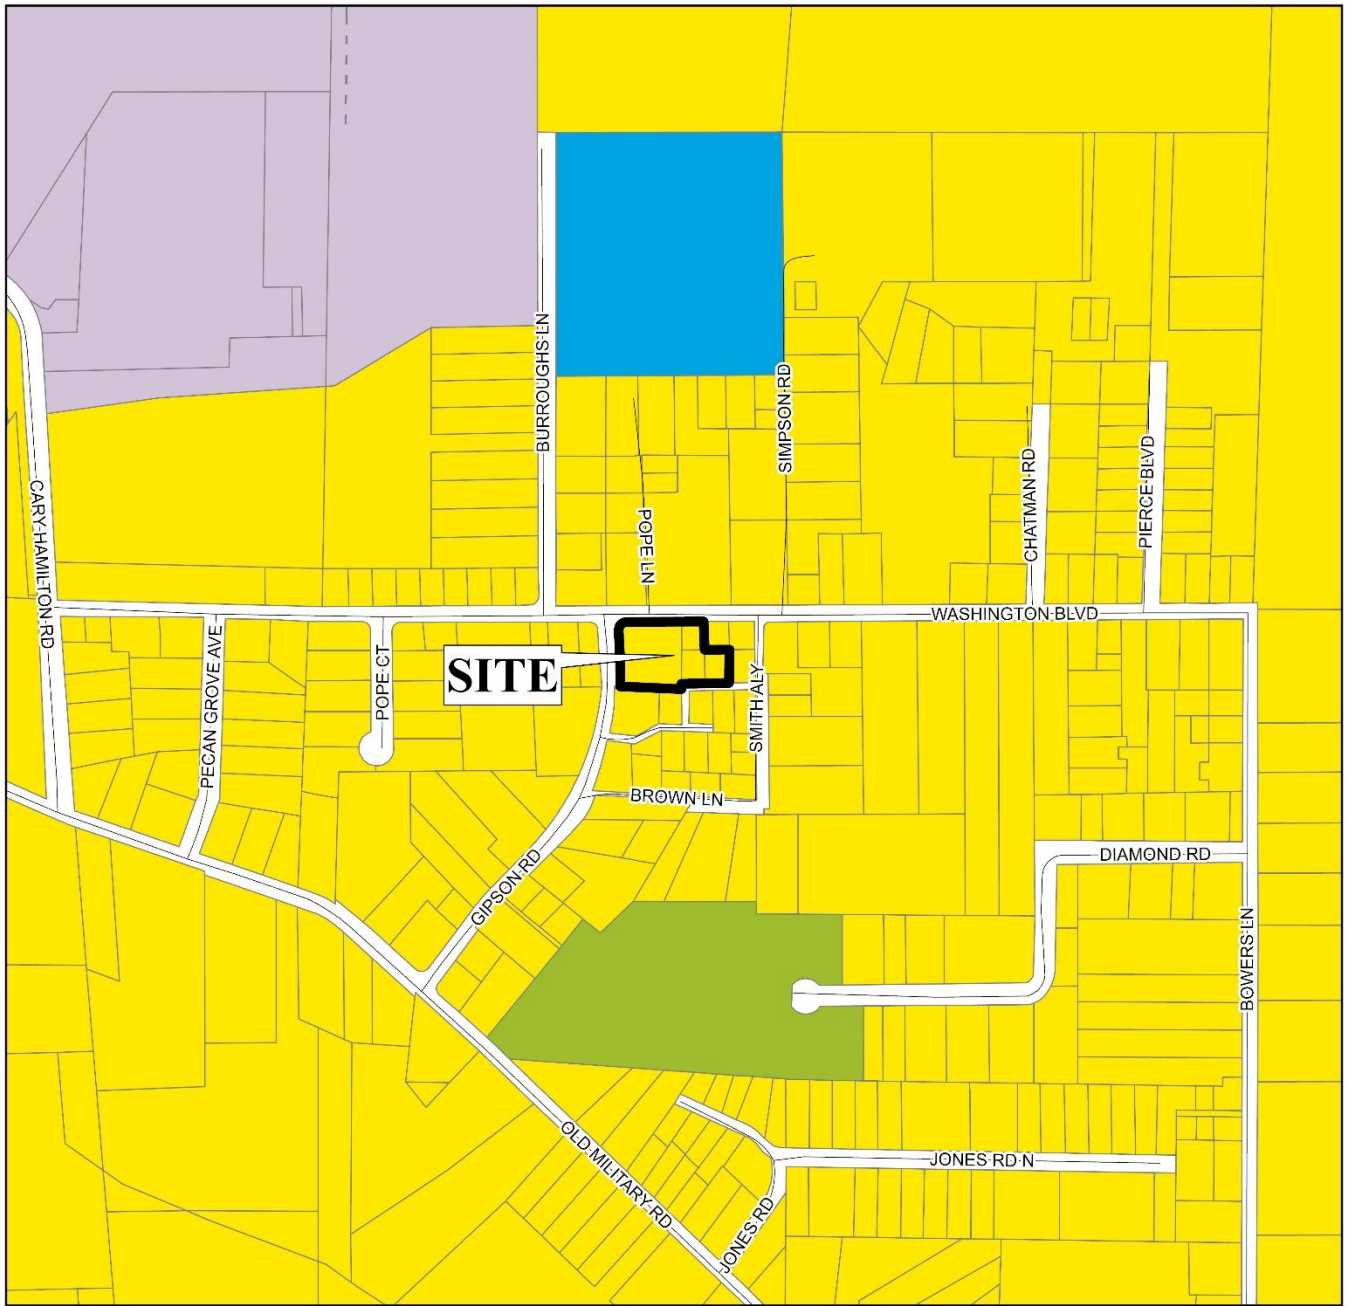 BURROUGHS LN
SIMPSON RD
CARY HAMILTON RD
POPE LN
CHATMAN RD
PIERCE BLVD
WASHINGTON BLVD
PECAN GROVE AVE
POPE CT
SITE
SMITH ALY
BROWN LN
GIPSON RD
DIAMOND RD
BOWERS LN
OLD MILITARY RD
JONES RD N
JONES RD